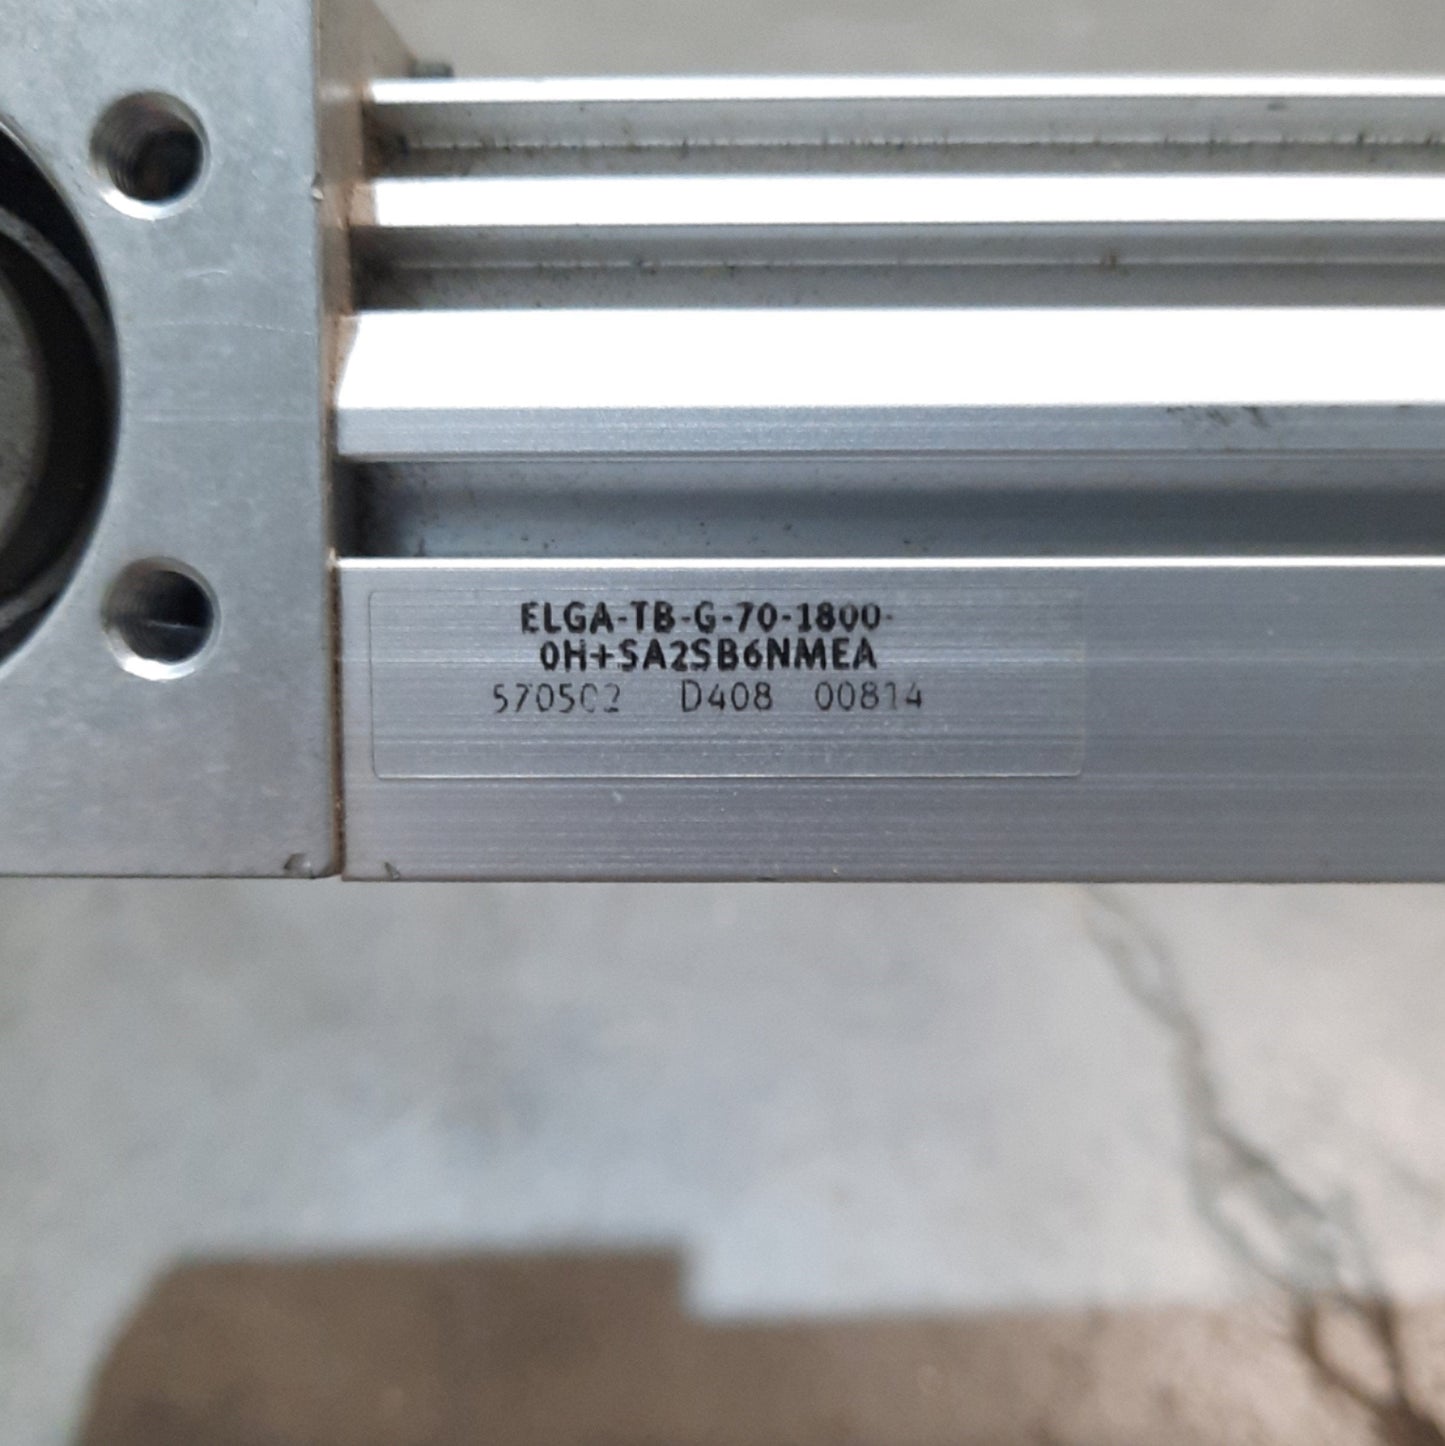 ELGA-TB-G-70-1800-
0H+SA2SB6NMEA
570502 D408 00814